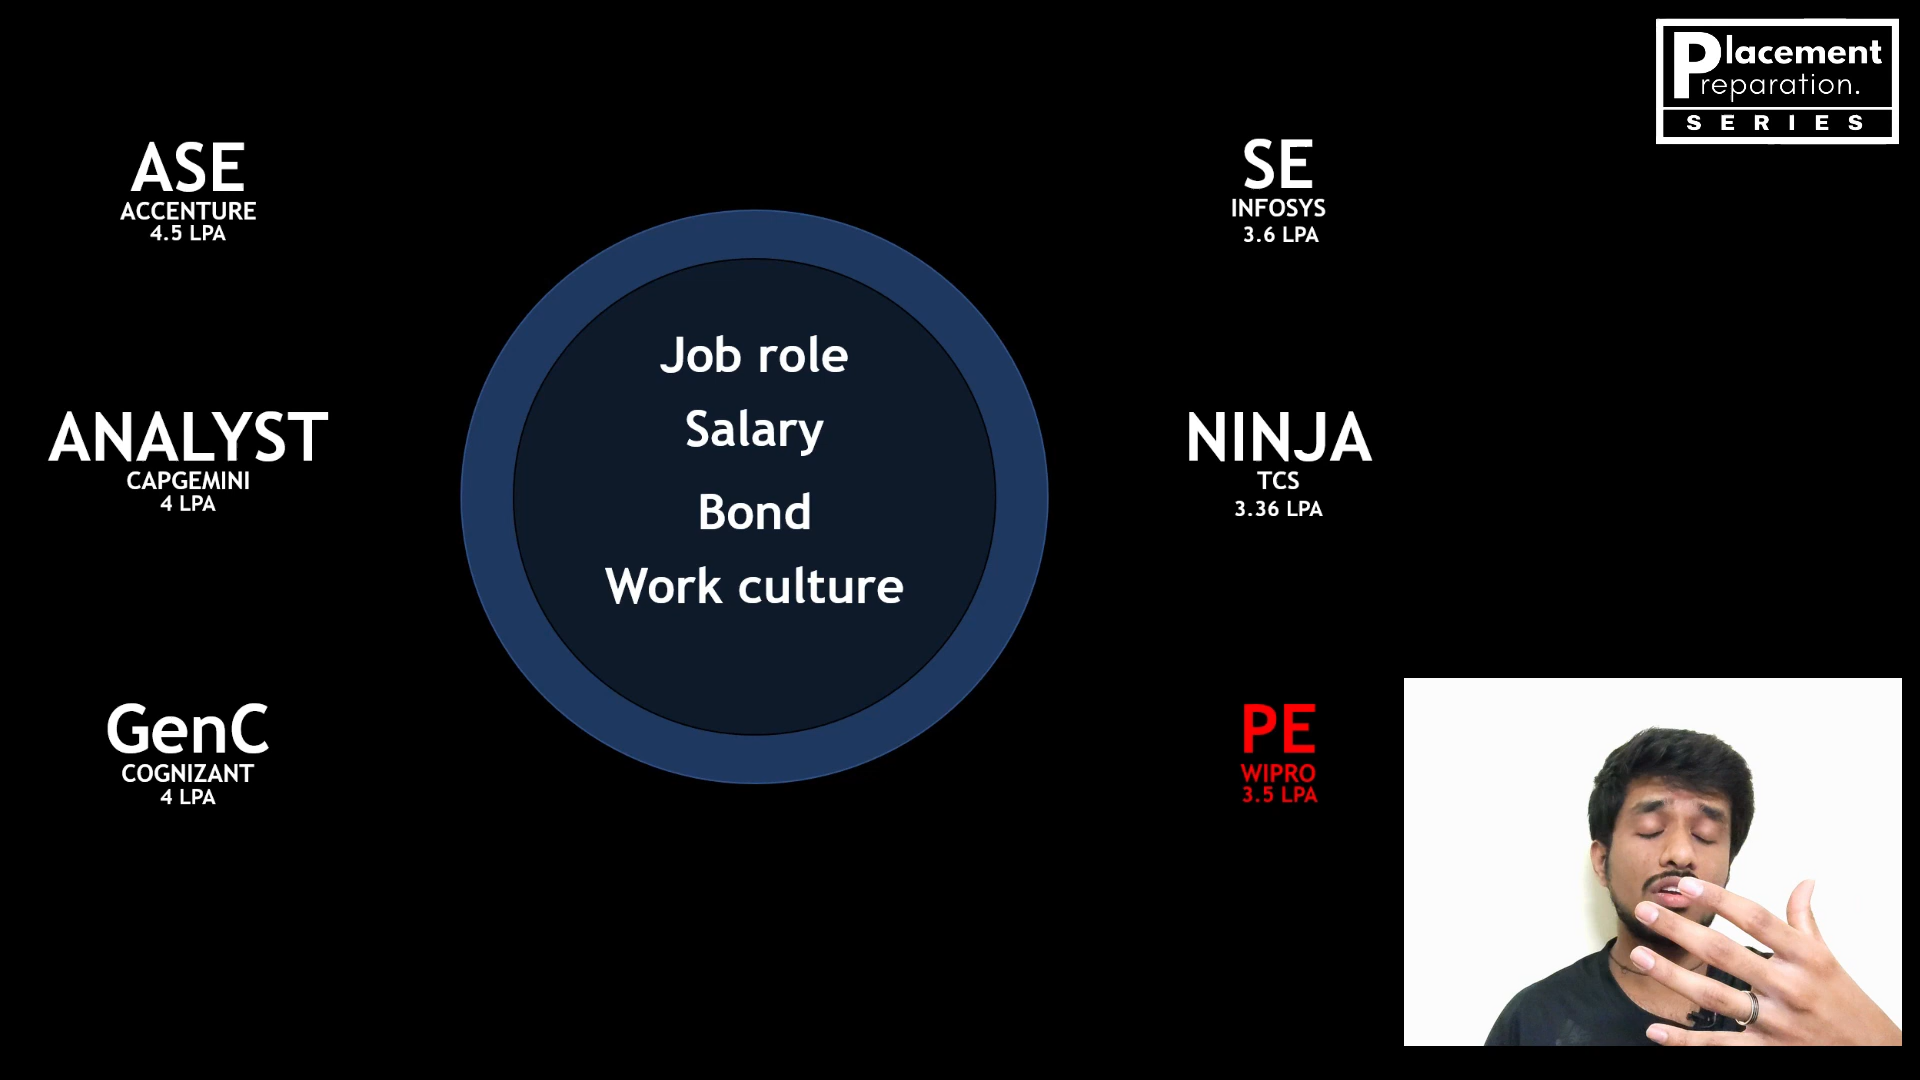 Placement
Preparation.
SERIES
ASE
ACCENTURE
4.5 LPA
SE
INFOSYS
3.6 LPA
Job role
Salary
Bond
Work culture
ANALYST
CAPGEMINI
4 LPA
NINJA
TCS
3.36 LPA
GenC
COGNIZANT
4 LPA
PE
WIPRO
3.5 LPA